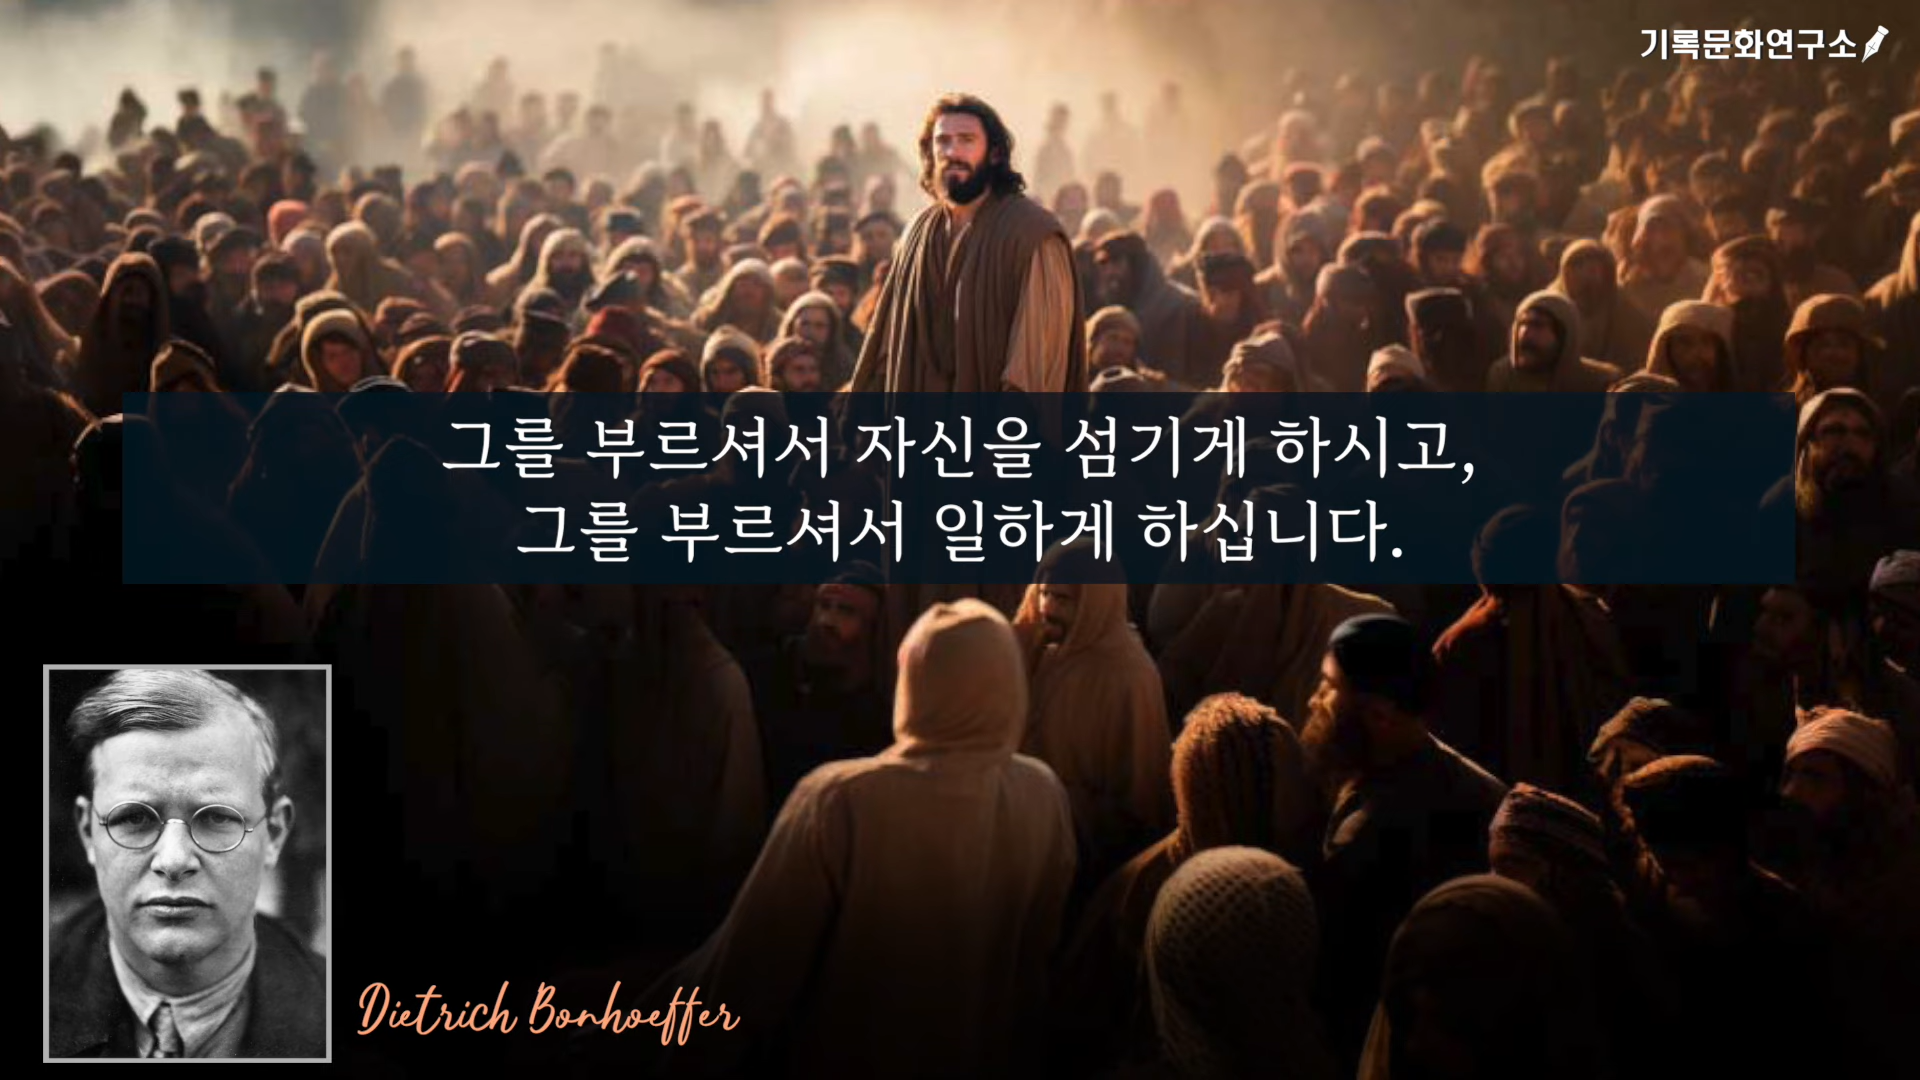 기록문화연구소
그를 부르셔서 자신을 섬기게 하시고,
그를 부르셔서 일하게 하십니다.
Dietrich Bonhoeffer